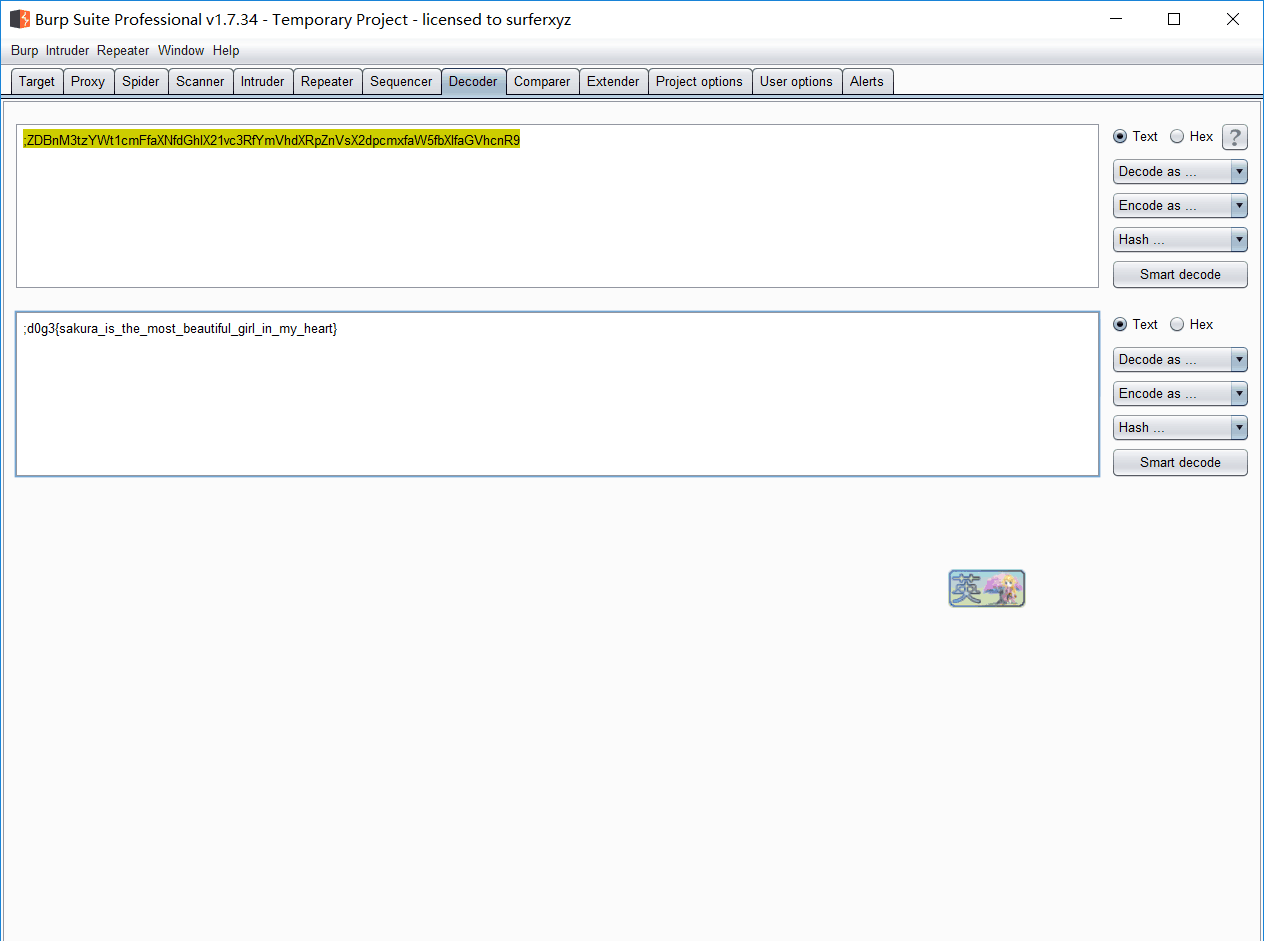 Burp Suite Professional v1.7.34 - Temporary Project - licensed to surferxyz
Burp Intruder Repeater Window Help
Target Proxy Spider Scanner Intruder Repeater Sequencer Decoder Comparer Extender Project options User options Alerts
;ZDBnM3tzYWt1cmFfaXNfdGhlX21vc3RfYmVhdXRpZnVsX2dpcmxfaW5fbXlfaGVhcnR9
Text Hex ?
Decode as ...
Encode as ...
Hash ...
Smart decode
;d0g3{sakura_is_the_most_beautiful_girl_in_my_heart}
Text Hex
Decode as ...
Encode as ...
Hash ...
Smart decode
英